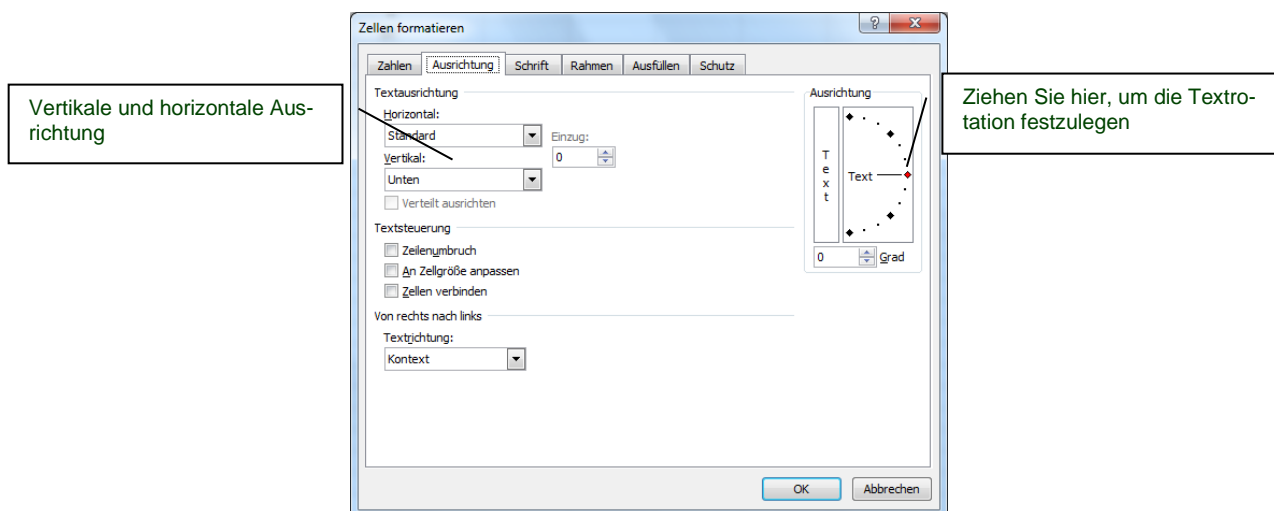 Zellen formatieren
Zahlen Ausrichtung Schrift Rahmen Ausfüllen Schutz
Vertikale und horizontale Aus-
richtung
Textausrichtung
Horizontal:
Standard
Einzug:
0
Vertikal:
Unten
Verteilt ausrichten
Textsteuerung
Zeilenumbruch
An Zellgröße anpassen
Zellen verbinden
Von rechts nach links
Textrichtung:
Kontext
Ausrichtung
Text
Text
0 Grad
Ziehen Sie hier, um die Textro-
tation festzulegen
OK Abbrechen